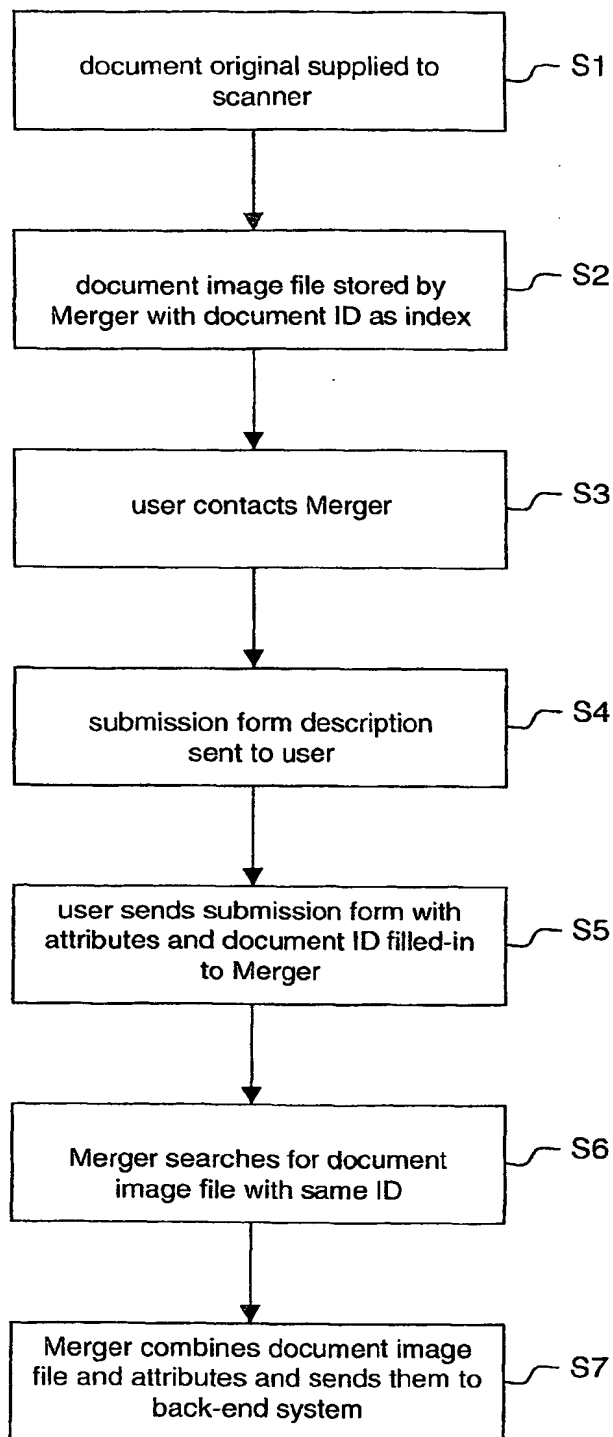 document original supplied to
scanner
S1
document image file stored by
Merger with document ID as index
S2
user contacts Merger
S3
submission form description
sent to user
S4
user sends submission form with
attributes and document ID filled-in
to Merger
S5
Merger searches for document
image file with same ID
S6
Merger combines document image
file and attributes and sends them to
back-end system
S7